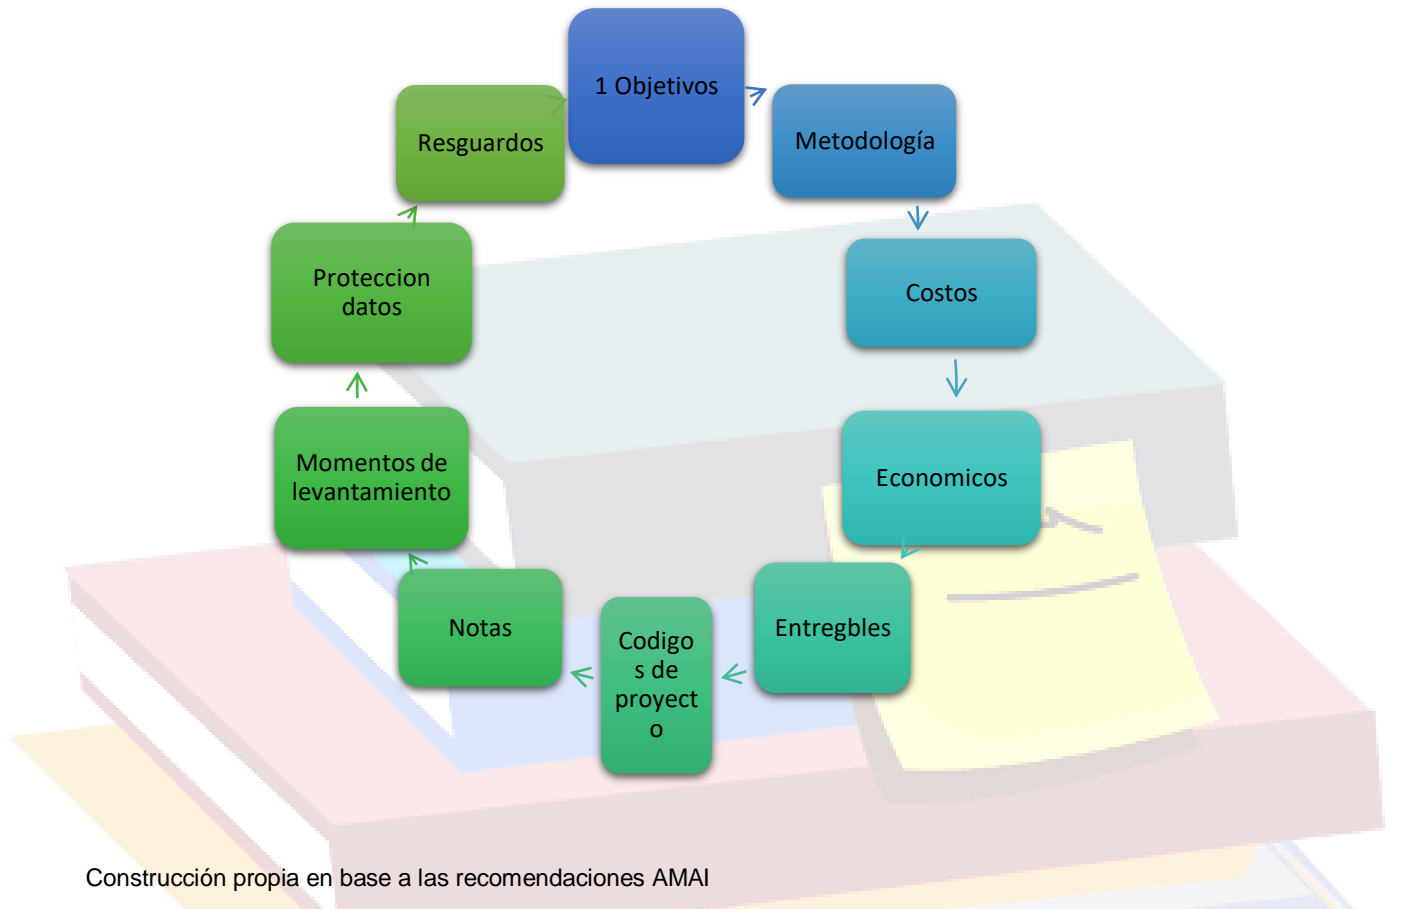 1 Objetivos
Metodología
Costos
Economicos
Entregbles
Codigo
s de
proyect
o
Notas
Momentos de
levantamiento
Proteccion
datos
Resguardos
Construcción propia en base a las recomendaciones AMAI